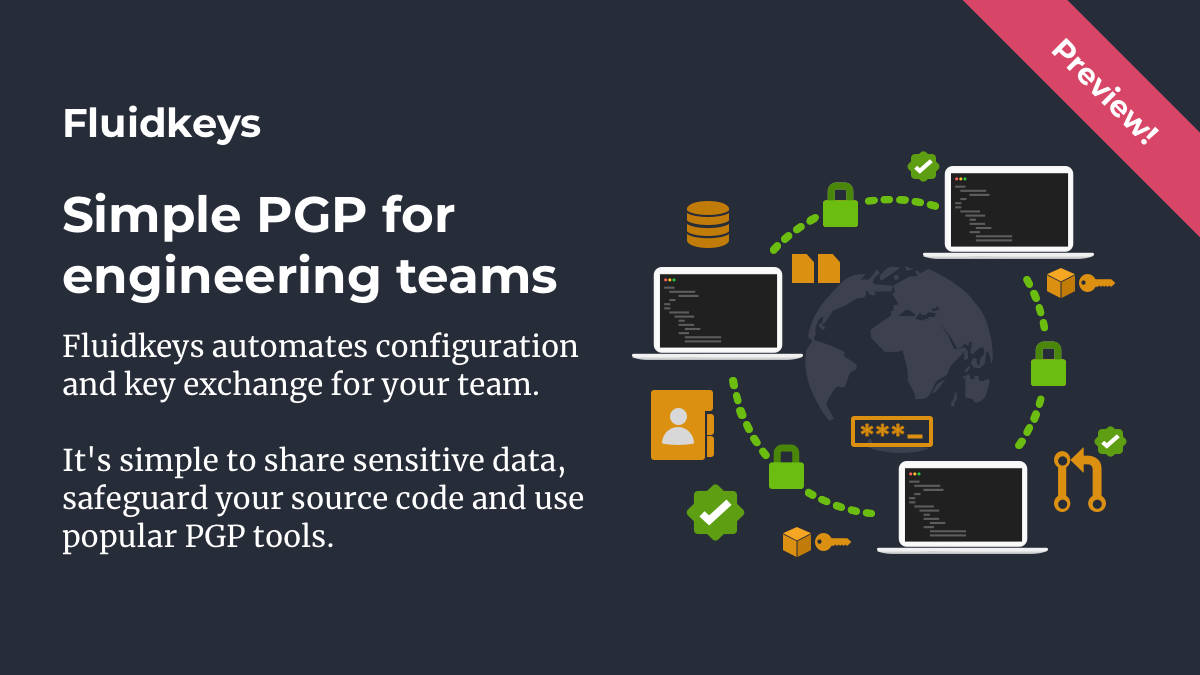 Preview!
Fluidkeys
Simple PGP for
engineering teams
Fluidkeys automates configuration
and key exchange for your team.
It's simple to share sensitive data,
safeguard your source code and use
popular PGP tools.
***_